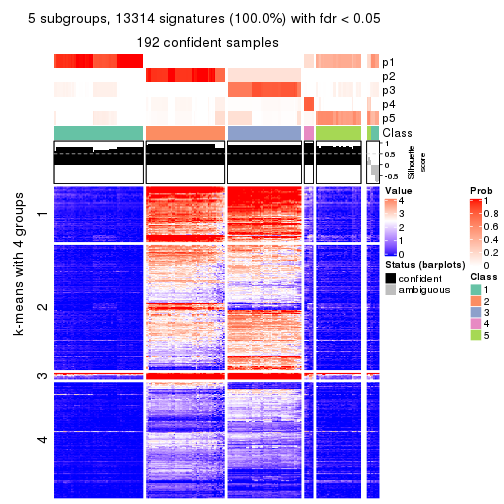 5 subgroups, 13314 signatures (100.0%) with fdr < 0.05
192 confident samples
p1
p2
p3
p4
p5
Class
1
0.5
0
-0.5
Silhouette
score
k-means with 4 groups
1
2
3
4
Value
4
3
2
1
0
Status (barplots)
confident
ambiguous
Prob
1
0.8
0.6
0.4
0.2
0
Class
1
2
3
4
5